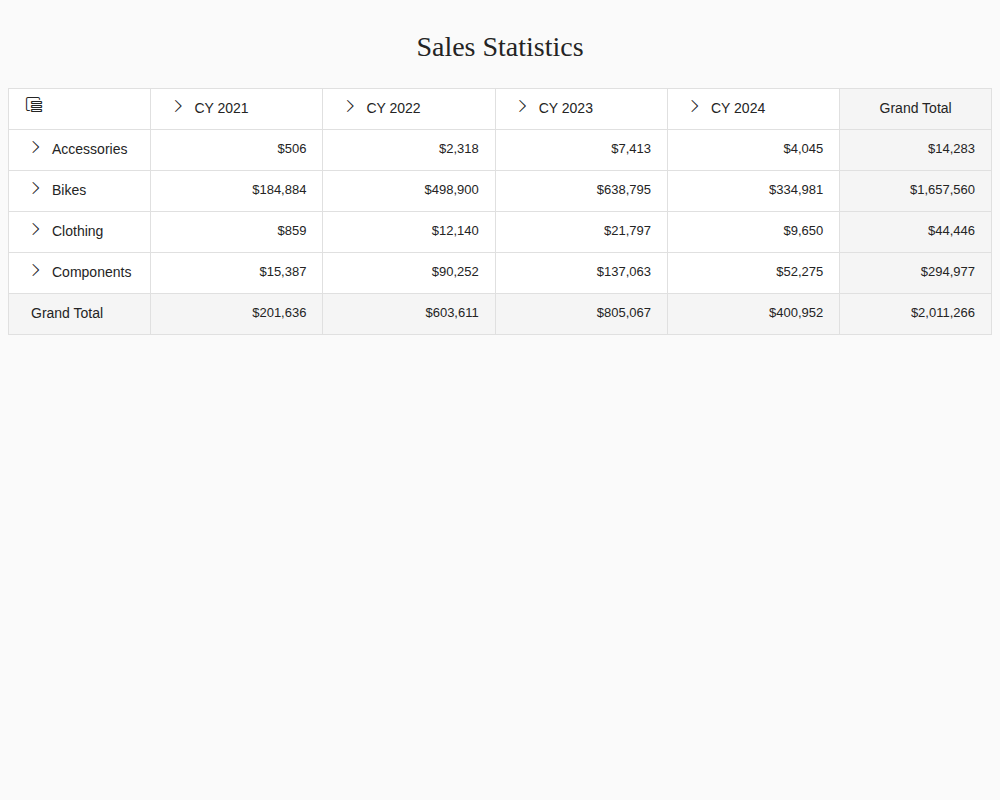 Sales Statistics
CY 2021 CY 2022 CY 2023 CY 2024 Grand Total
Accessories $506 $2,318 $7,413 $4,045 $14,283
Bikes $184,884 $498,900 $638,795 $334,981 $1,657,560
Clothing $859 $12,140 $21,797 $9,650 $44,446
Components $15,387 $90,252 $137,063 $52,275 $294,977
Grand Total $201,636 $603,611 $805,067 $400,952 $2,011,266